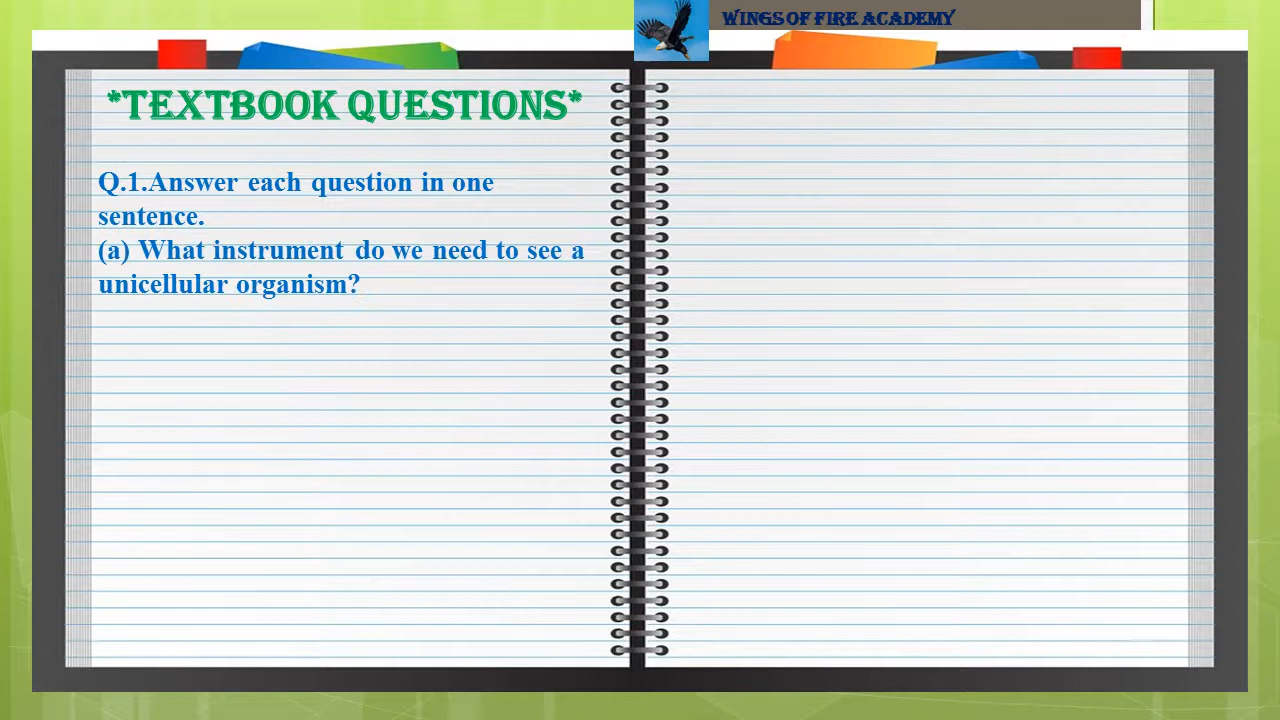 WINGS OF FIRE ACADEMY
*TEXTBOOK QUESTIONS*
Q.1.Answer each question in one
sentence.
(a) What instrument do we need to see a
unicellular organism?